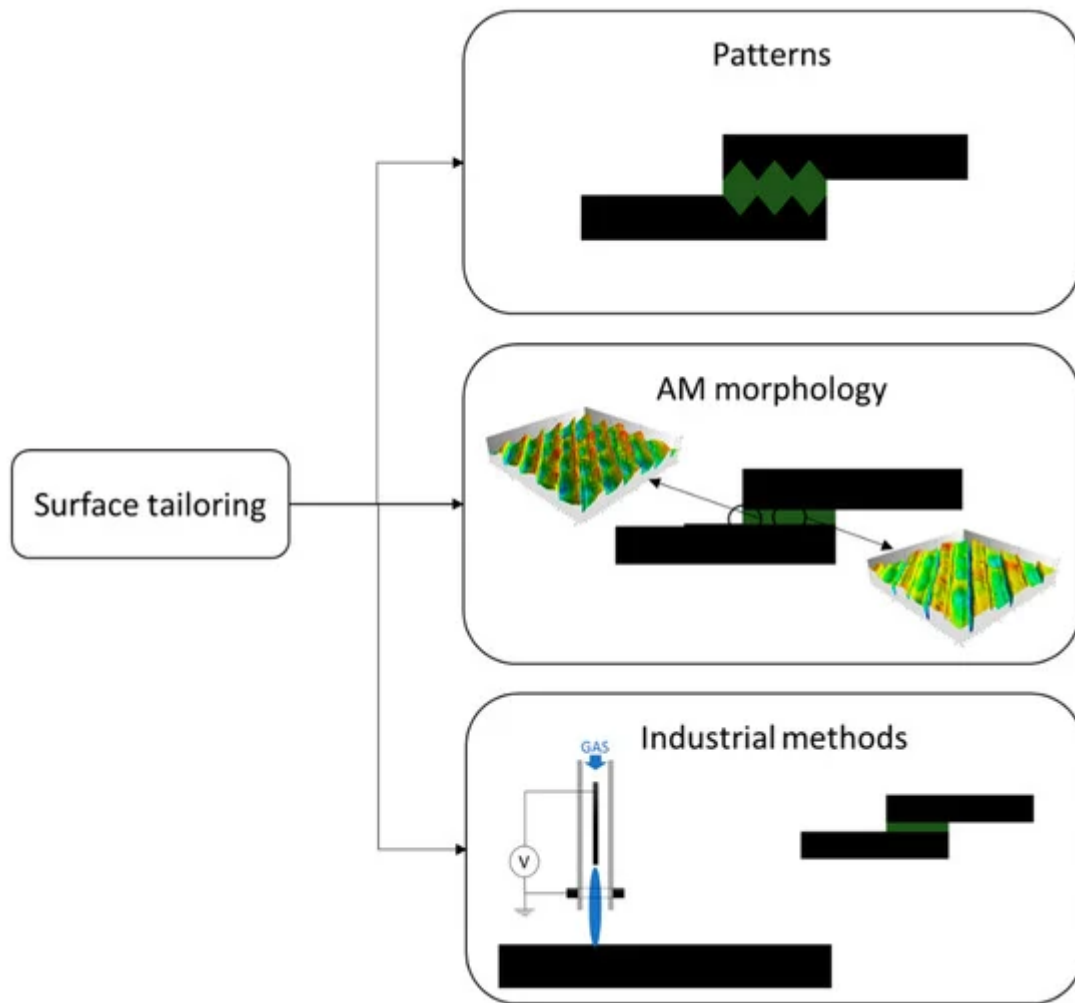 Patterns
AM morphology
Surface tailoring
Industrial methods
GAS
V